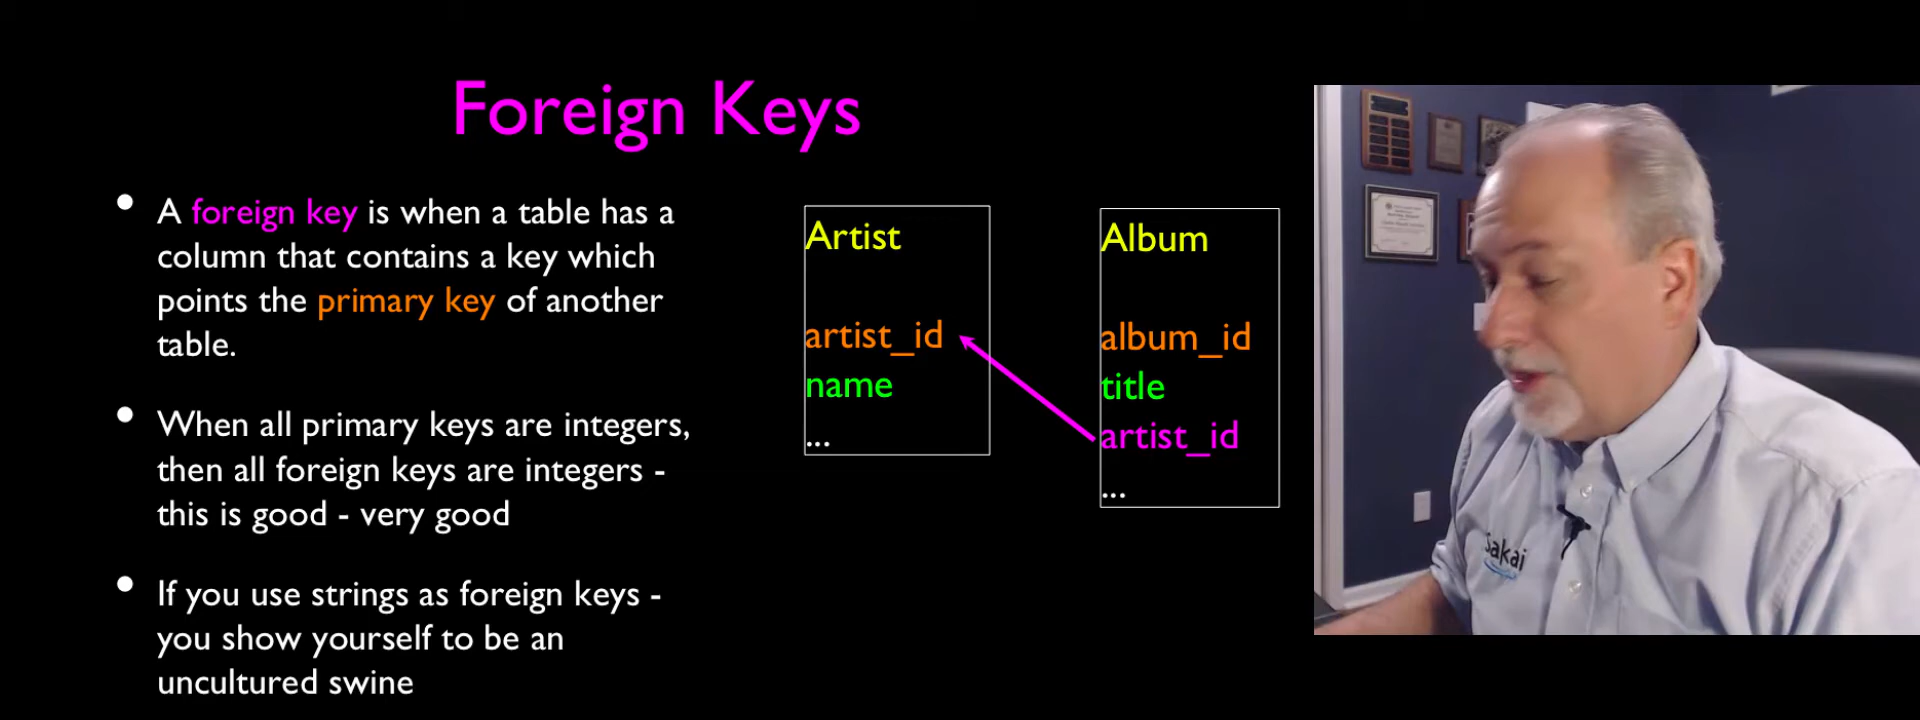 Foreign Keys
A foreign key is when a table has a
column that contains a key which
points the primary key of another
table.
When all primary keys are integers,
then all foreign keys are integers -
this is good - very good
If you use strings as foreign keys -
you show yourself to be an
uncultured swine
Artist
artist_id
name
...
Album
album_id
title
artist_id
...
Sakai